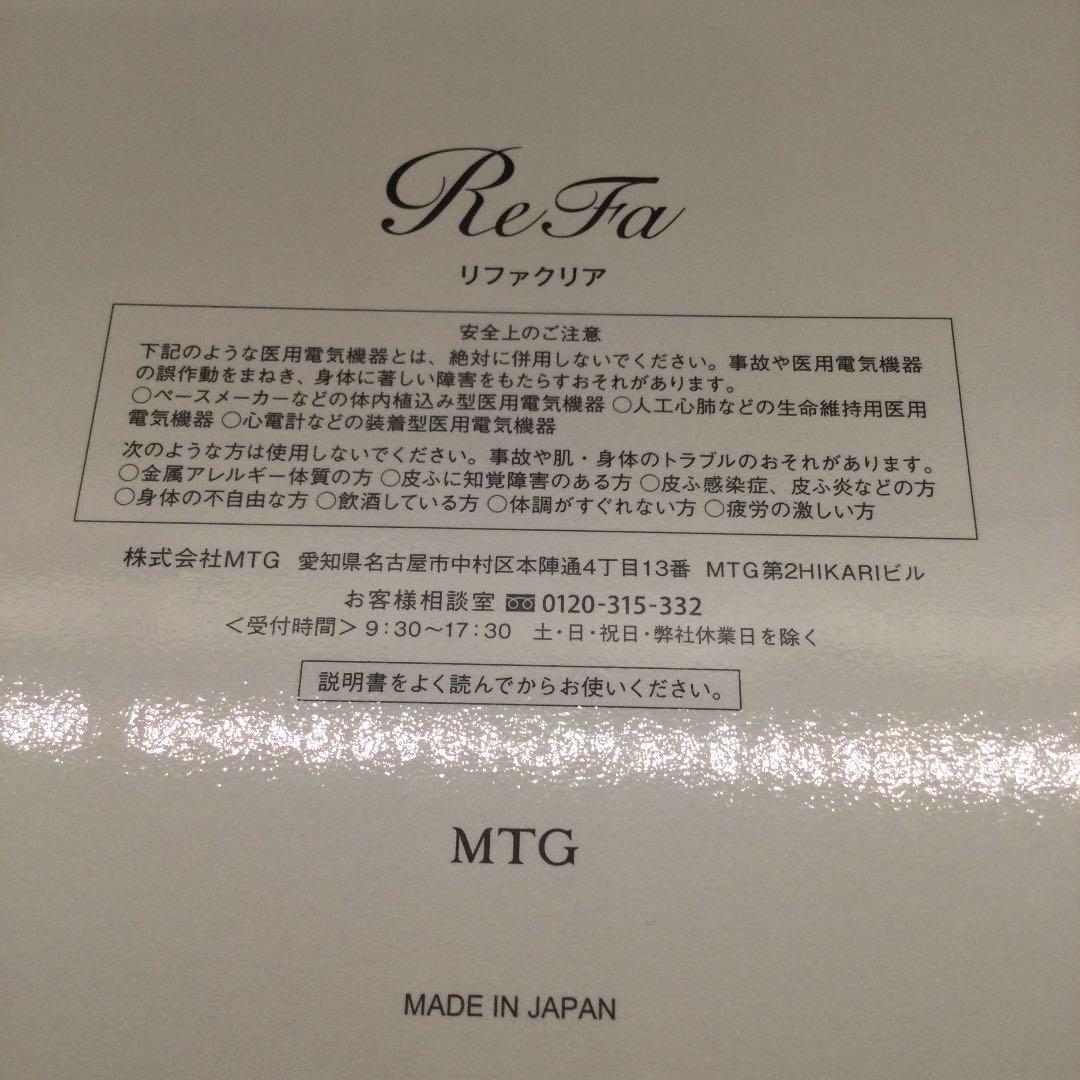 ReFa
リファクリア
安全上のご注意
下記のような医用電気機器とは、絶対に併用しないでください。事故や医用電気機器
の誤作動をまねき、身体に著しい障害をもたらすおそれがあります。
○ペースメーカーなどの体内植込み型医用電気機器 ○人工心肺などの生命維持用医用
電気機器 ○心電計などの装着型医用電気機器
次のような方は使用しないでください。事故や肌・身体のトラブルのおそれがあります。
○金属アレルギー体質の方 ○皮ふに知覚障害のある方 ○皮ふ感染症、皮ふ炎などの方
○身体の不自由な方 ○飲酒している方 ○体調がすぐれない方 ○疲労の激しい方
株式会社MTG 愛知県名古屋市中村区本陣通4丁目13番 MTG第2HIKARIビル
お客様相談室 0120-315-332
＜受付時間＞9:30〜17:30 土・日・祝日・弊社休業日を除く
説明書をよく読んでからお使いください。
MTG
MADE IN JAPAN